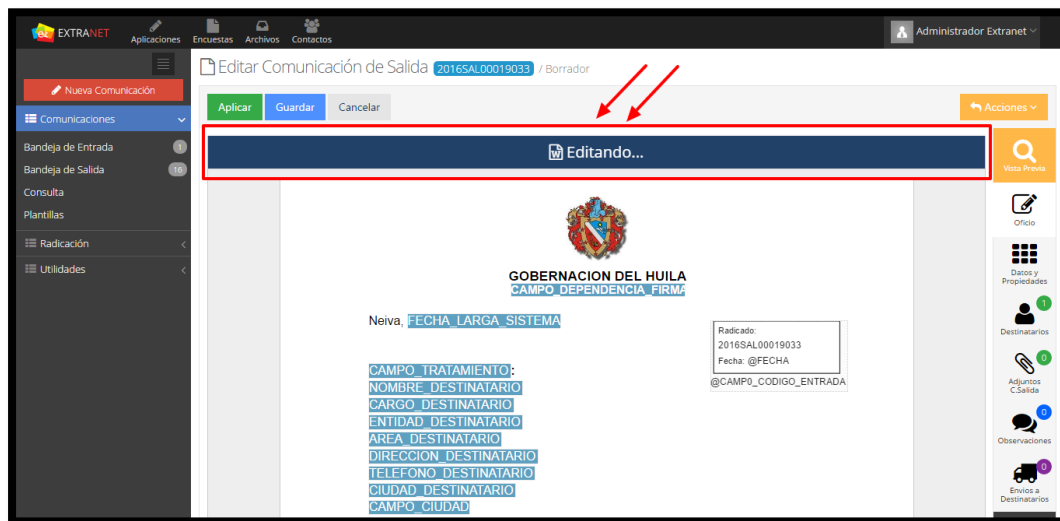 EXTRANET
Aplicaciones Encuestas Archivos Contactos
Administrador Extranet
Nueva Comunicación
Comunicaciones
Bandeja de Entrada 1
Bandeja de Salida 16
Consulta
Plantillas
Radicación
Utilidades
Editar Comunicación de Salida 2016SAL00019033 / Borrador
Aplicar Guardar Cancelar
Acciones
Editando...
GOBERNACION DEL HUILA
CAMPO_DEPENDENCIA_FIRMA
Neiva, FECHA_LARGA_SISTEMA
Radicado:
2016SAL00019033
Fecha: @FECHA
@CAMP0_CODIGO_ENTRADA
CAMPO_TRATAMIENTO:
NOMBRE_DESTINATARIO
CARGO_DESTINATARIO
ENTIDAD_DESTINATARIO
AREA_DESTINATARIO
DIRECCION_DESTINATARIO
TELEFONO_DESTINATARIO
CIUDAD_DESTINATARIO
CAMPO_CIUDAD
Vista Previa
Oficio
Datos y
Propiedades
1
Destinatarios
0
Adjuntos
C.Salida
0
Observaciones
0
Envios a
Destinatarios